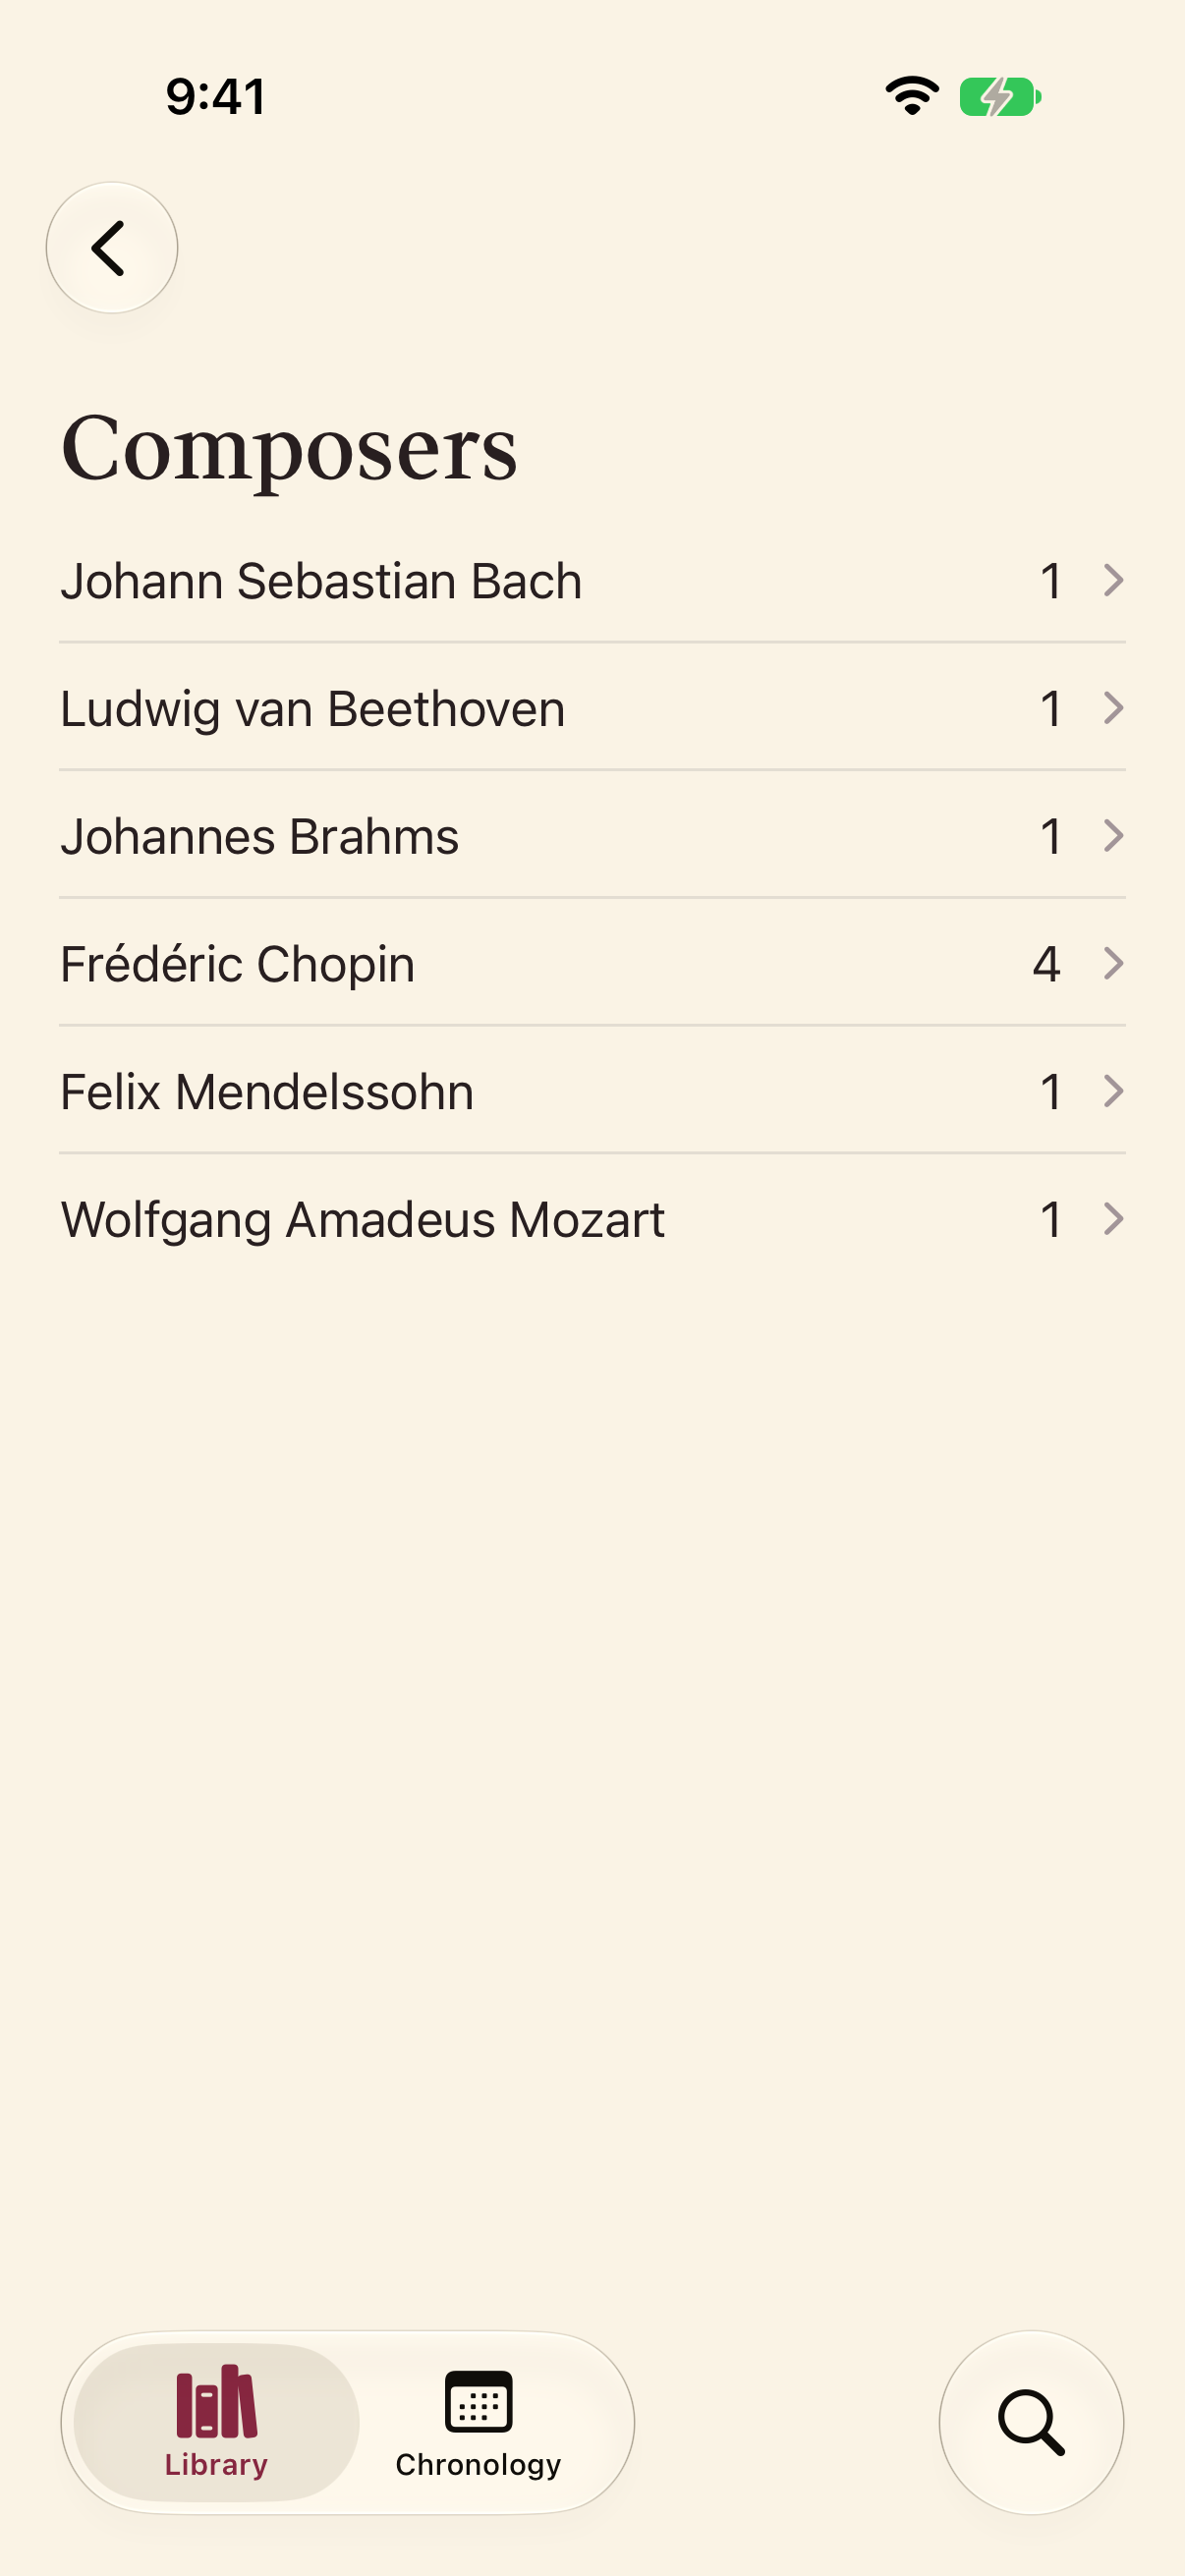 9:41
Composers
Johann Sebastian Bach 1
Ludwig van Beethoven 1
Johannes Brahms 1
Frédéric Chopin 4
Felix Mendelssohn 1
Wolfgang Amadeus Mozart 1
Library Chronology